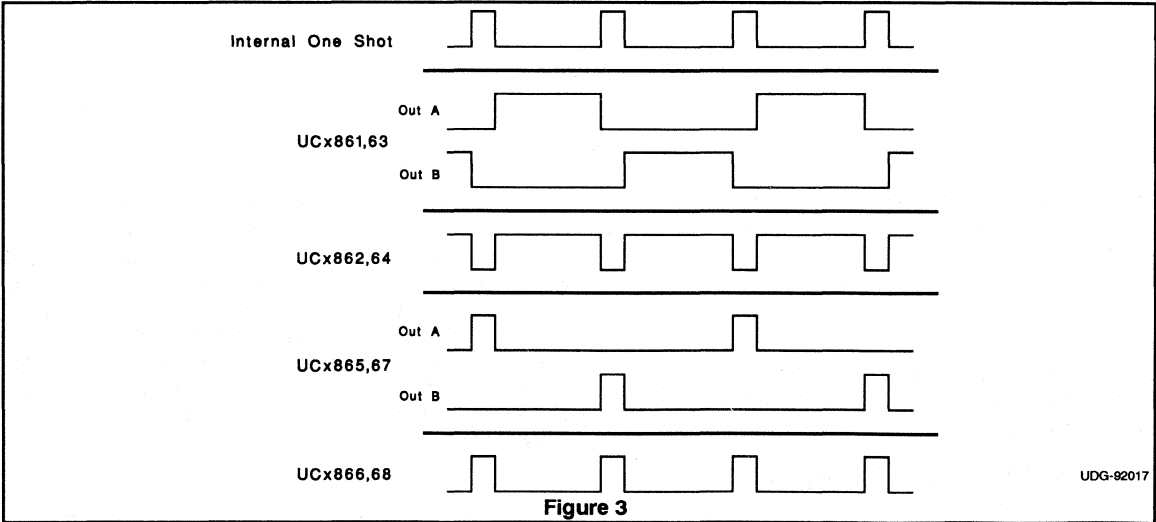 Internal One Shot
Out A
UCx861,63
Out B
UCx862,64
Out A
UCx865,67
Out B
UCx866,68
UDG-92017
Figure 3